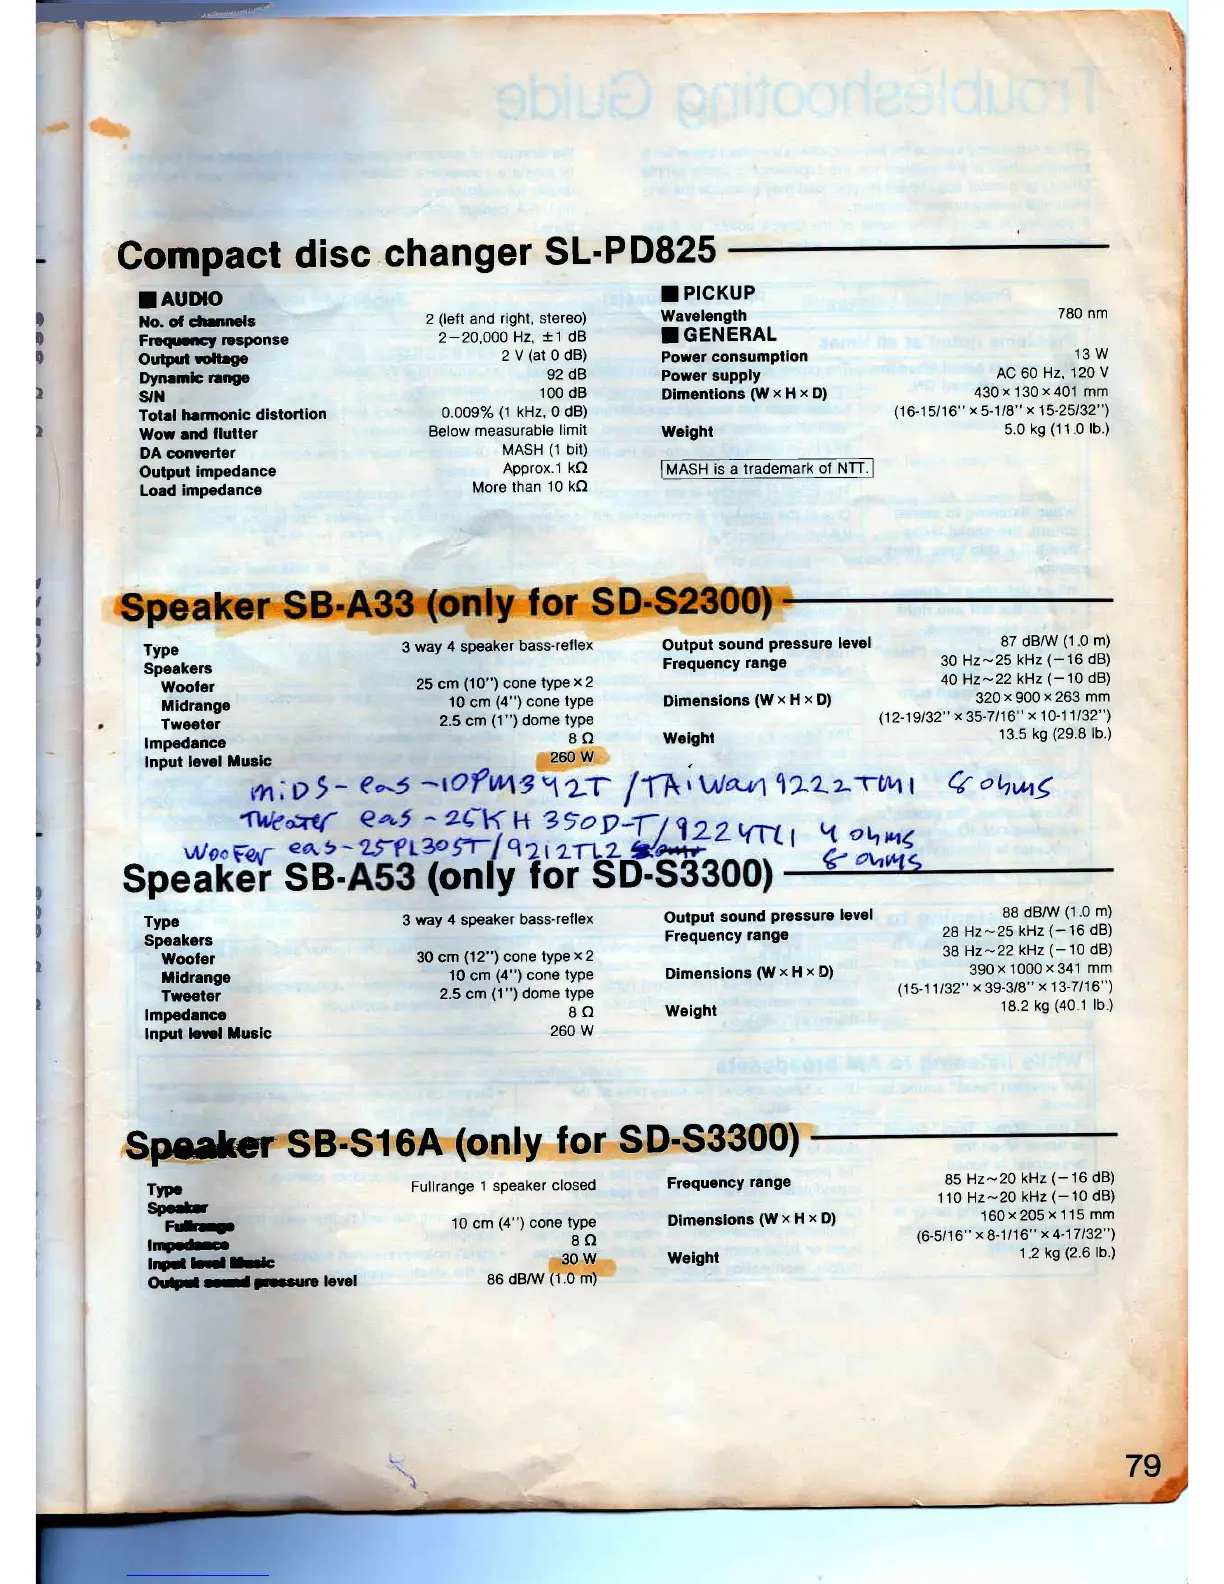 Compact disc changer SL-PD825
■ AUDIO
No. of channels 2 (left and right, stereo)
Frequency response 2–20,000 Hz, ±1 dB
Output voltage 2 V (at 0 dB)
Dynamic range 92 dB
S/N 100 dB
Total harmonic distortion 0.009% (1 kHz, 0 dB)
Wow and flutter Below measurable limit
DA converter MASH (1 bit)
Output impedance Approx.1 kΩ
Load impedance More than 10 kΩ
■ PICKUP
Wavelength 780 nm
■ GENERAL
Power consumption 13 W
Power supply AC 60 Hz, 120 V
Dimentions (W×H×D) 430×130×401 mm
(16-15/16"×5-1/8"×15-25/32")
Weight 5.0 kg (11.0 lb.)
MASH is a trademark of NTT.
Speaker SB-A33 (only for SD-S2300)
Type 3 way 4 speaker bass-reflex
Speakers
Woofer 25 cm (10") cone type×2
Midrange 10 cm (4") cone type
Tweeter 2.5 cm (1") dome type
Impedance 8 Ω
Input level Music 260 W
Output sound pressure level 87 dB/W (1.0 m)
Frequency range 30 Hz~25 kHz (−16 dB)
40 Hz~22 kHz (−10 dB)
Dimensions (W×H×D) 320×900×263 mm
(12-19/32"×35-7/16"×10-11/32")
Weight 13.5 kg (29.8 lb.)
MiDS- eas-10PM342T /TAiwan 9222TM1 8 ohms
Tweater eas-26KH350P-T/9224TL1 4 ohms
Woofer eas-25PL305T/9212TL2 8 ohms
Speaker SB-A53 (only for SD-S3300)
Type 3 way 4 speaker bass-reflex
Speakers
Woofer 30 cm (12") cone type×2
Midrange 10 cm (4") cone type
Tweeter 2.5 cm (1") dome type
Impedance 8 Ω
Input level Music 260 W
Output sound pressure level 88 dB/W (1.0 m)
Frequency range 28 Hz~25 kHz (−16 dB)
38 Hz~22 kHz (−10 dB)
Dimensions (W×H×D) 390×1000×341 mm
(15-11/32"×39-3/8"×13-7/16")
Weight 18.2 kg (40.1 lb.)
Speaker SB-S16A (only for SD-S3300)
Type Fullrange 1 speaker closed
Speaker
Fullrange 10 cm (4") cone type
Impedance 8 Ω
Input level Music 30 W
Output sound pressure level 86 dB/W (1.0 m)
Frequency range 85 Hz~20 kHz (−16 dB)
110 Hz~20 kHz (−10 dB)
Dimensions (W×H×D) 160×205×115 mm
(6-5/16"×8-1/16"×4-17/32")
Weight 1.2 kg (2.6 lb.)
79